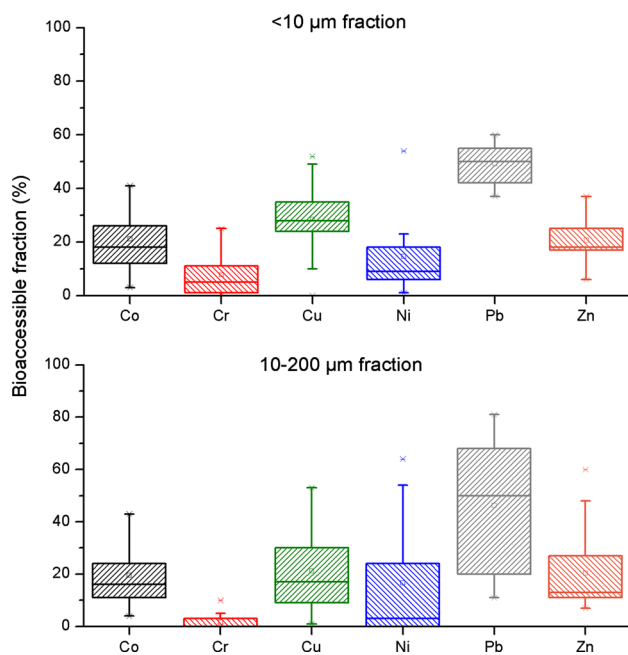 <10 µm fraction
100
80
60
40
20
0
Co Cr Cu Ni Pb Zn
Bioaccessible fraction (%)
10-200 µm fraction
100
80
60
40
20
0
Co Cr Cu Ni Pb Zn